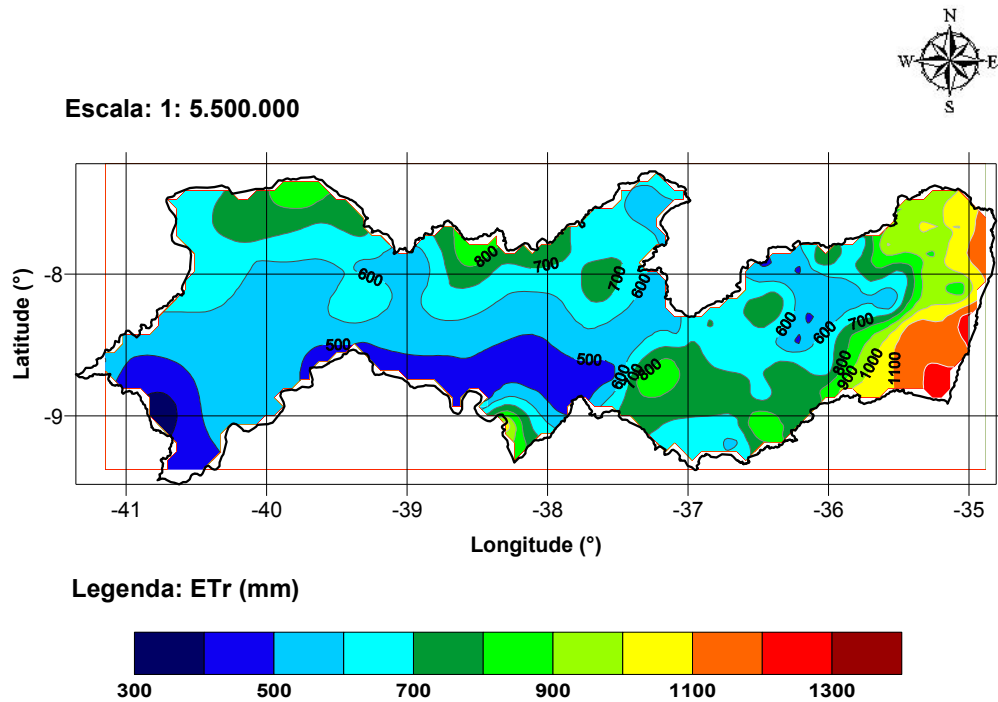 N
W E
S
Escala: 1: 5.500.000
Latitude (°)
-8
-9
600
800
700
700
600
500
500
600
700
800
600
600
700
800
900
1000
1100
-41 -40 -39 -38 -37 -36 -35
Longitude (°)
Legenda: ETr (mm)
300 500 700 900 1100 1300